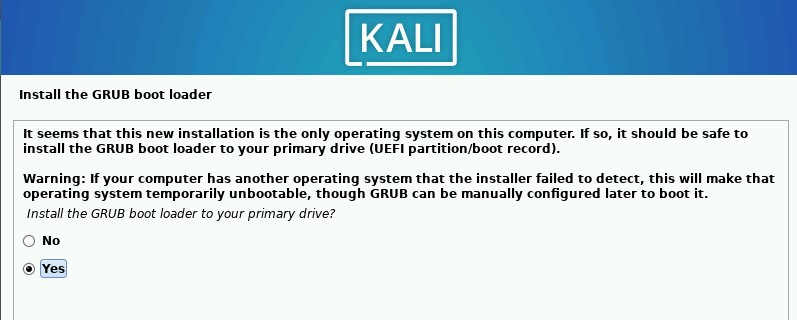 KALI
Install the GRUB boot loader
It seems that this new installation is the only operating system on this computer. If so, it should be safe to
install the GRUB boot loader to your primary drive (UEFI partition/boot record).
Warning: If your computer has another operating system that the installer failed to detect, this will make that
operating system temporarily unbootable, though GRUB can be manually configured later to boot it.
Install the GRUB boot loader to your primary drive?
No
Yes